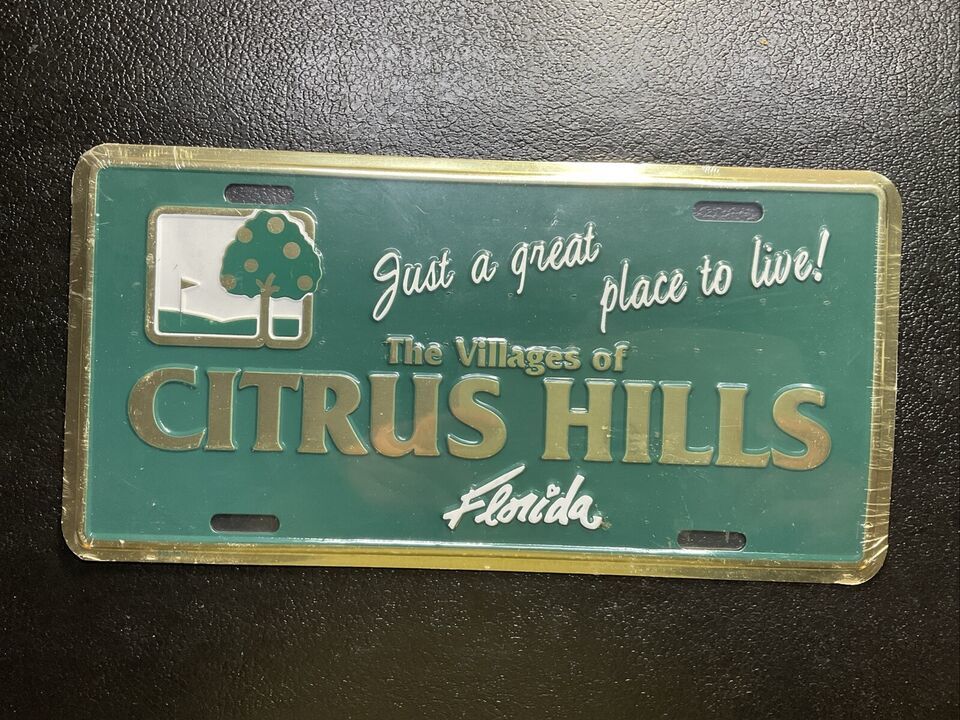 Just a great
place to live!
The Villages of
CITRUS HILLS
Florida